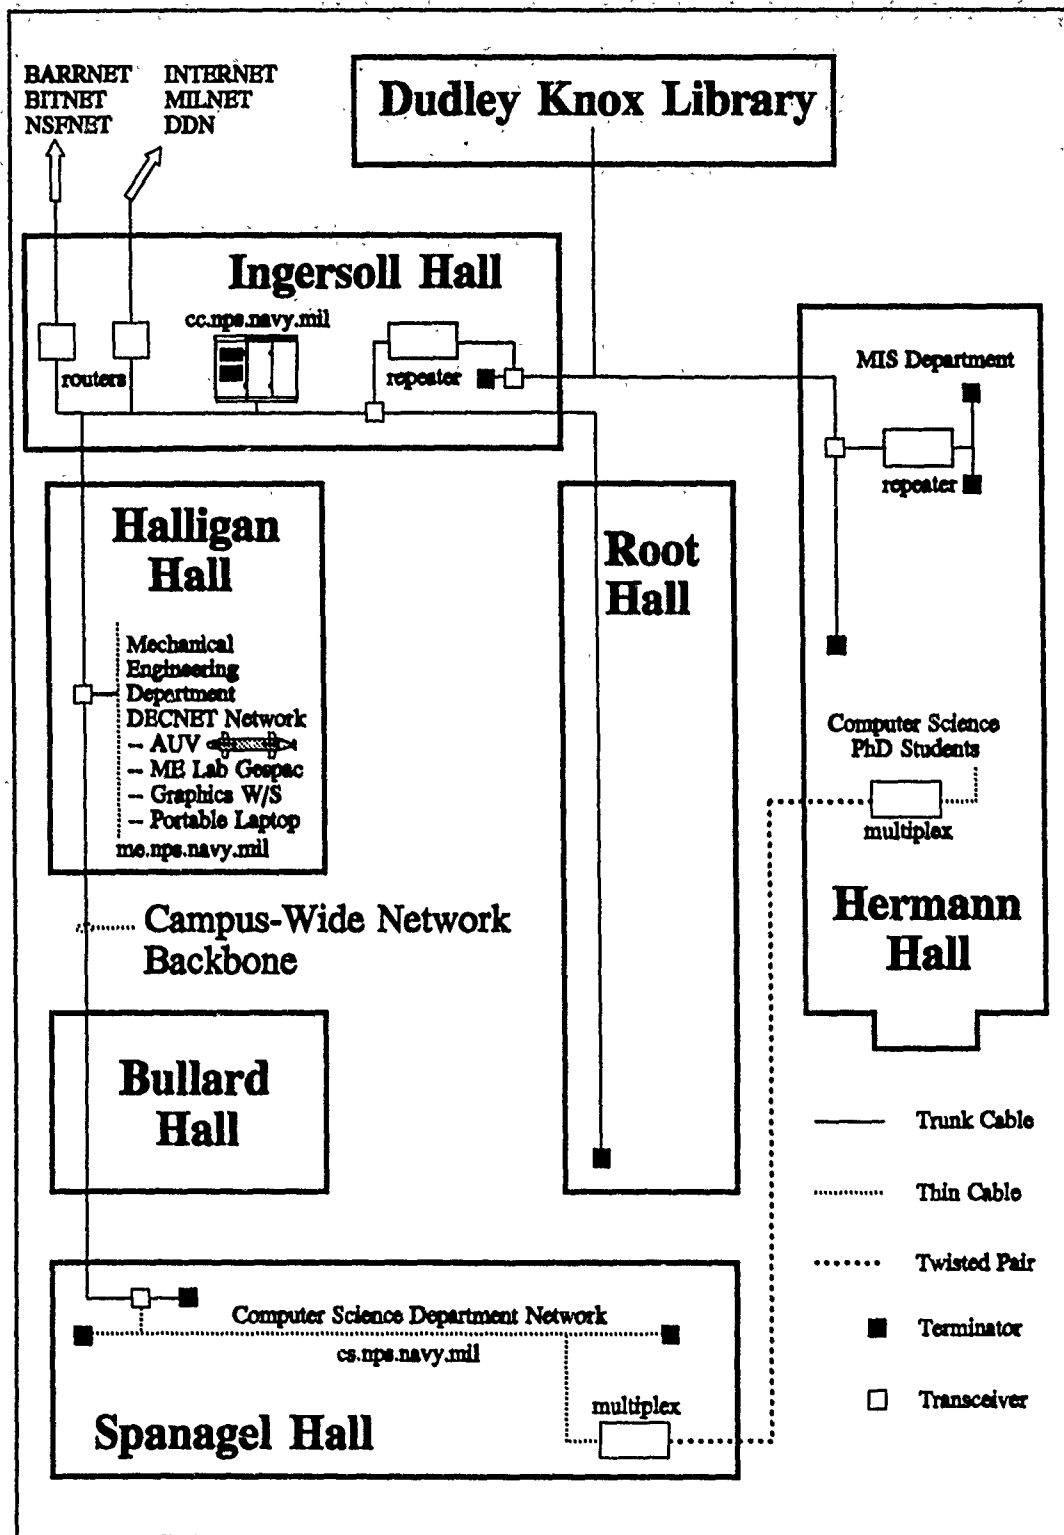 BARRNET
BITNET
NSFNET
INTERNET
MILNET
DDN
Dudley Knox Library
Ingersoll Hall
cc.nps.navy.mil
routers
repeater
MIS Department
repeater
Halligan
Hall
Mechanical
Engineering
Department
DECNET Network
– AUV
– ME Lab Gespac
– Graphics W/S
– Portable Laptop
me.nps.navy.mil
Root
Hall
Computer Science
PhD Students
multiplex
Hermann
Hall
Campus-Wide Network
Backbone
Bullard
Hall
Trunk Cable
Thin Cable
Twisted Pair
Terminator
Transceiver
Computer Science Department Network
cs.nps.navy.mil
multiplex
Spanagel Hall